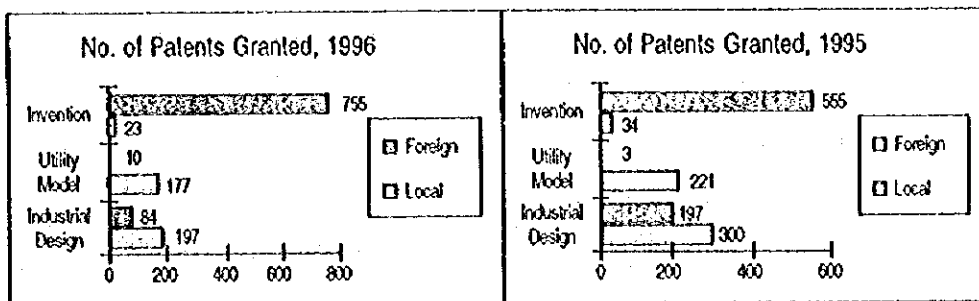 No. of Patents Granted, 1996
Invention
755
23
Utility
Model
10
177
Industrial
Design
84
197
0 200 400 600 800
Foreign
Local
No. of Patents Granted, 1995
Invention
555
34
Utility
Model
3
221
Industrial
Design
197
300
0 200 400 600
Foreign
Local